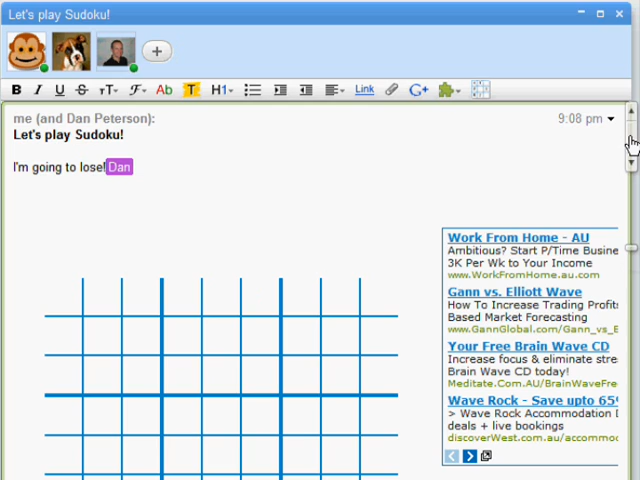 Let's play Sudoku!
B I U S тT F Ab T H1 Link G+
me (and Dan Peterson): 9:08 pm
Let's play Sudoku!
I'm going to lose! Dan
Work From Home - AU
Ambitious? Start P/Time Busine
3K Per Wk to Your Income
www.WorkFromHome.au.com
Gann vs. Elliott Wave
How To Increase Trading Profits
Based Market Forecasting
www.GannGlobal.com/Gann_vs_E
Your Free Brain Wave CD
Increase focus & eliminate stre
Brain Wave CD today!
Meditate.Com.AU/BrainWaveFre
Wave Rock - Save upto 65
> Wave Rock Accommodation
deals + live bookings
discoverWest.com.au/accommo